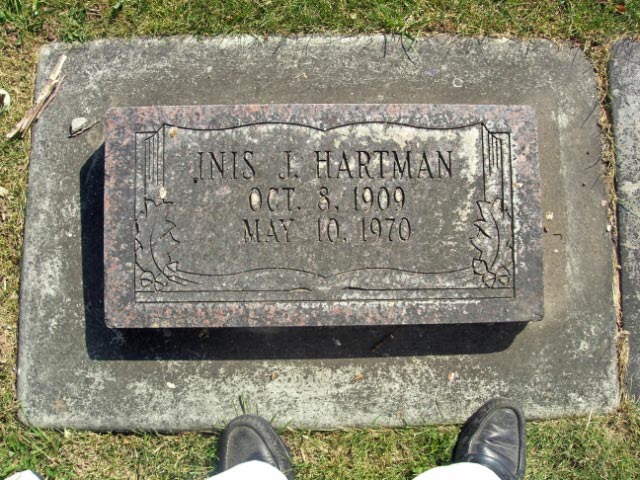 INIS J. HARTMAN
OCT. 8, 1909
MAY 10, 1970